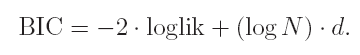 BIC = −2 · loglik + (log N) · d.